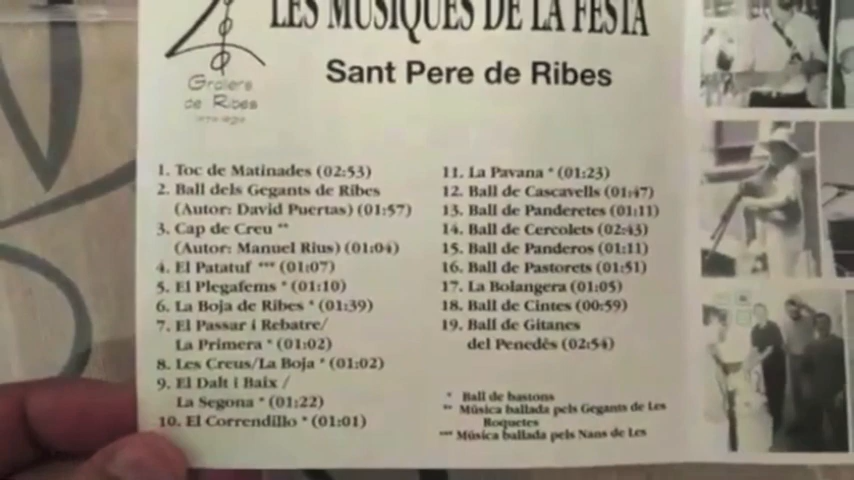 LES MUSIQUES DE LA FESTA
Sant Pere de Ribes
Grallers
de Ribes
1. Toc de Matinades (02:53)
2. Ball dels Gegants de Ribes
(Autor: David Puertas) (01:57)
3. Cap de Creu **
(Autor: Manuel Rius) (01:04)
4. El Patatuf *** (01:07)
5. El Plegafems * (01:10)
6. La Boja de Ribes * (01:39)
7. El Passar i Rebatre/
La Primera * (01:02)
8. Les Creus/La Boja * (01:02)
9. El Dalt i Baix /
La Segona * (01:22)
10. El Correndillo * (01:01)
11. La Pavana * (01:23)
12. Ball de Cascavells (01:47)
13. Ball de Panderetes (01:11)
14. Ball de Cercolets (02:43)
15. Ball de Panderos (01:11)
16. Ball de Pastorets (01:51)
17. La Bolangera (01:05)
18. Ball de Cintes (00:59)
19. Ball de Gitanes
del Penedès (02:54)
* Ball de bastons
** Música ballada pels Gegants de Les
Roquetes
*** Música ballada pels Nans de Les